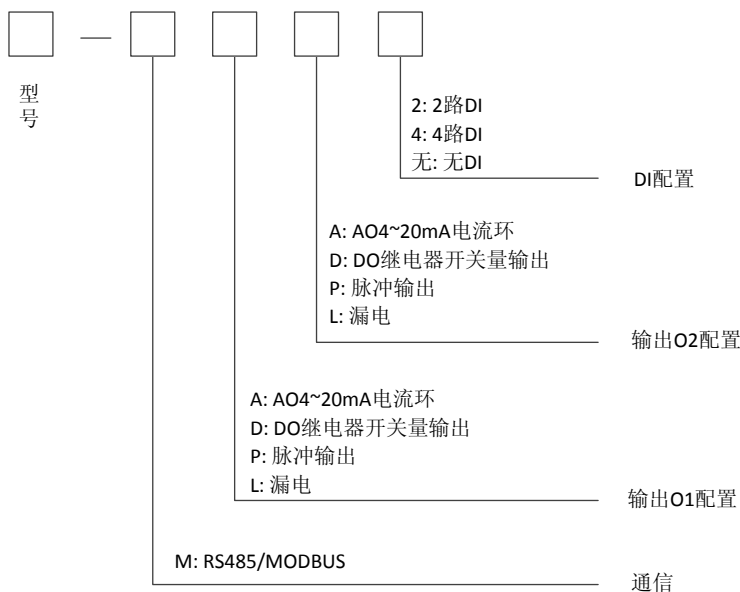 型号
2: 2路DI
4: 4路DI
无: 无DI
DI配置
A: AO4~20mA电流环
D: DO继电器开关量输出
P: 脉冲输出
L: 漏电
输出O2配置
A: AO4~20mA电流环
D: DO继电器开关量输出
P: 脉冲输出
L: 漏电
输出O1配置
M: RS485/MODBUS
通信